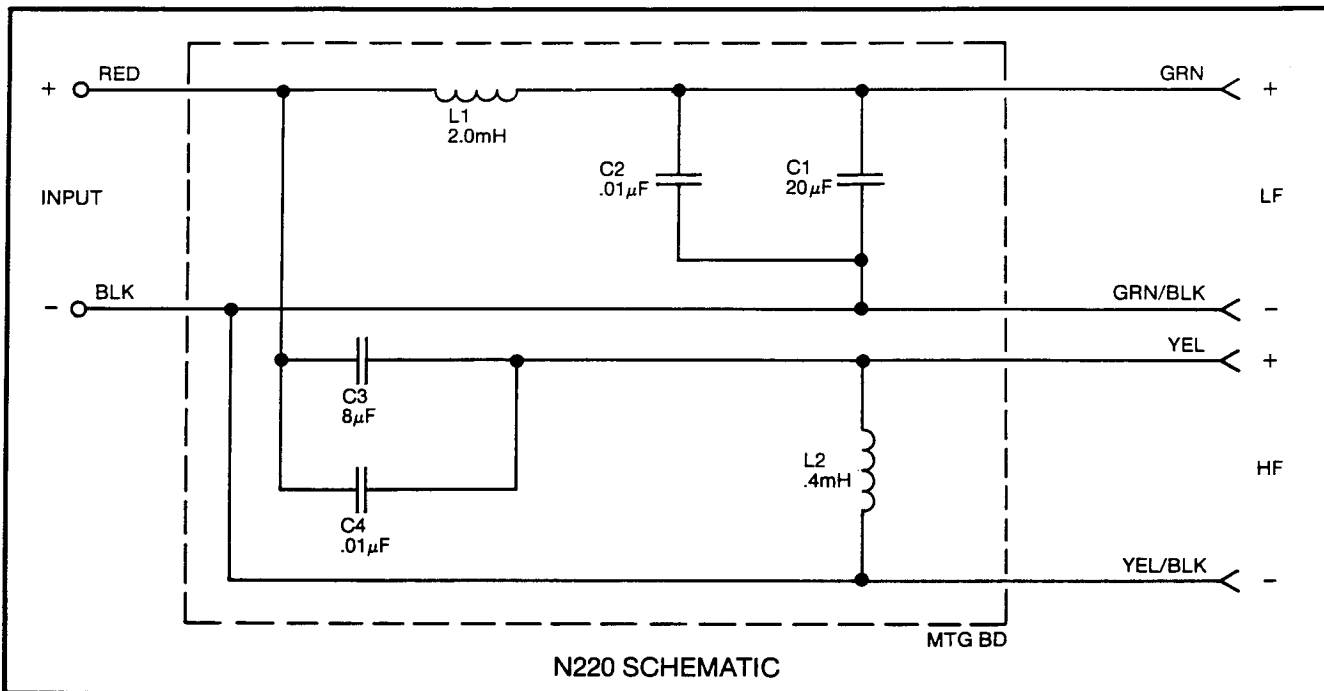 + RED
GRN +
L1
2.0mH
C2
.01µF
C1
20µF
INPUT
LF
− BLK
GRN/BLK −
YEL +
C3
8µF
L2
.4mH
HF
C4
.01µF
YEL/BLK −
MTG BD
N220 SCHEMATIC